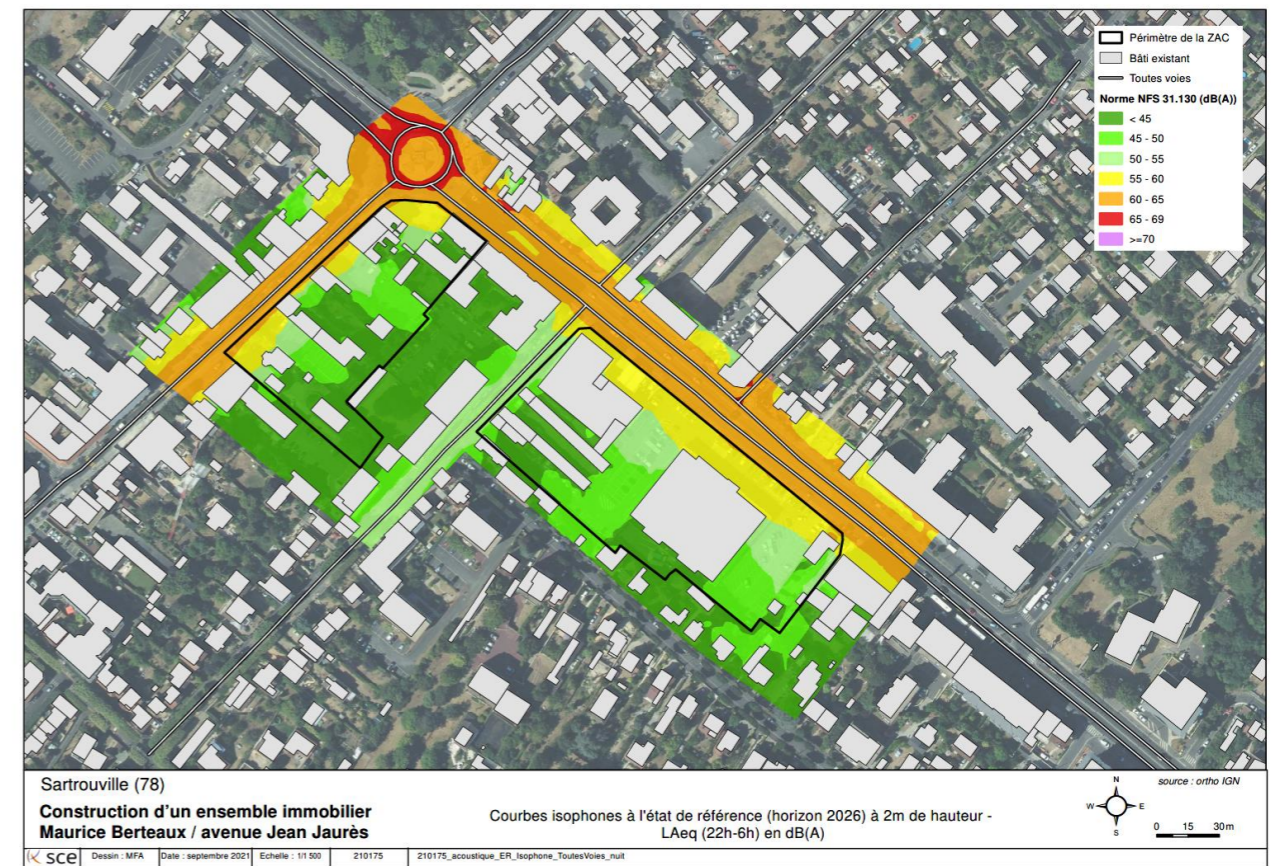 Périmètre de la ZAC
Bâti existant
Toutes voies
Norme NFS 31.130 (dB(A))
< 45
45 - 50
50 - 55
55 - 60
60 - 65
65 - 69
>=70
Sartrouville (78)
Construction d'un ensemble immobilier
Maurice Berteaux / avenue Jean Jaurès
Courbes isophones à l'état de référence (horizon 2026) à 2m de hauteur -
LAeq (22h-6h) en dB(A)
N
W E
S
source : ortho IGN
0 15 30m
sce
Dessin : MFA
Date : septembre 2021
Echelle : 1/1 500
210175
210175_acoustique_ER_Isophone_ToutesVoies_nuit